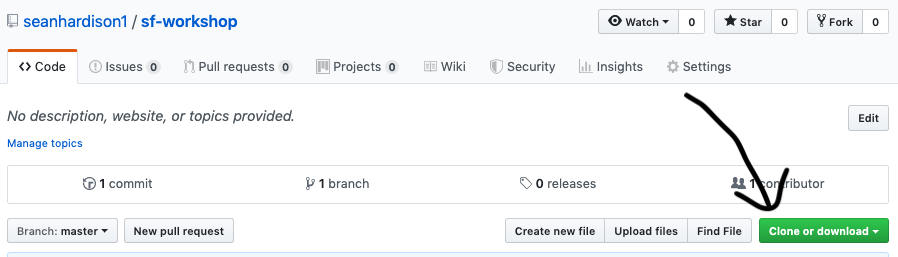 seanhardison1 / sf-workshop Watch 0 Star 0 Fork 0
Code Issues 0 Pull requests 0 Projects 0 Wiki Security Insights Settings
No description, website, or topics provided. Edit
Manage topics
1 commit 1 branch 0 releases 1 contributor
Branch: master New pull request Create new file Upload files Find File Clone or download